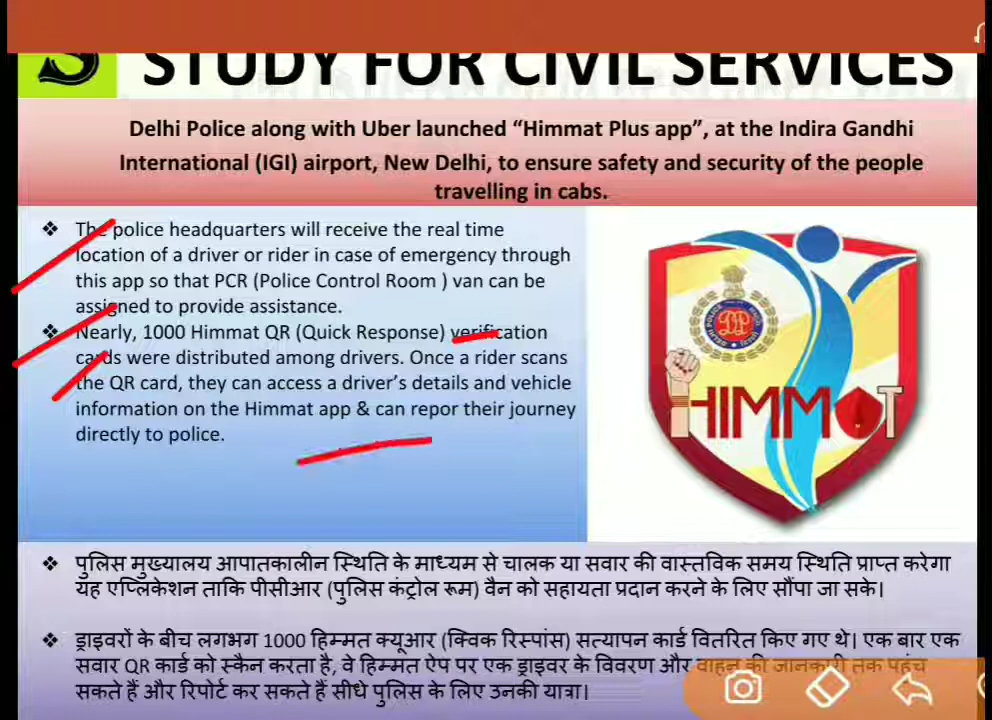 STUDY FOR CIVIL SERVICES
Delhi Police along with Uber launched “Himmat Plus app”, at the Indira Gandhi
International (IGI) airport, New Delhi, to ensure safety and security of the people
travelling in cabs.
❖ The police headquarters will receive the real time
location of a driver or rider in case of emergency through
this app so that PCR (Police Control Room ) van can be
assigned to provide assistance.
❖ Nearly, 1000 Himmat QR (Quick Response) verification
cards were distributed among drivers. Once a rider scans
the QR card, they can access a driver’s details and vehicle
information on the Himmat app & can repor their journey
directly to police.
HIMMAT
❖ पुलिस मुख्यालय आपातकालीन स्थिति के माध्यम से चालक या सवार की वास्तविक समय स्थिति प्राप्त करेगा
यह एप्लिकेशन ताकि पीसीआर (पुलिस कंट्रोल रूम) वैन को सहायता प्रदान करने के लिए सौंपा जा सके।
❖ ड्राइवरों के बीच लगभग 1000 हिम्मत क्यूआर (क्विक रिस्पांस) सत्यापन कार्ड वितरित किए गए थे। एक बार एक
सवार QR कार्ड को स्कैन करता है, वे हिम्मत ऐप पर एक ड्राइवर के विवरण और वाहन की जानकारी तक पहुंच
सकते हैं और रिपोर्ट कर सकते हैं सीधे पुलिस के लिए उनकी यात्रा।